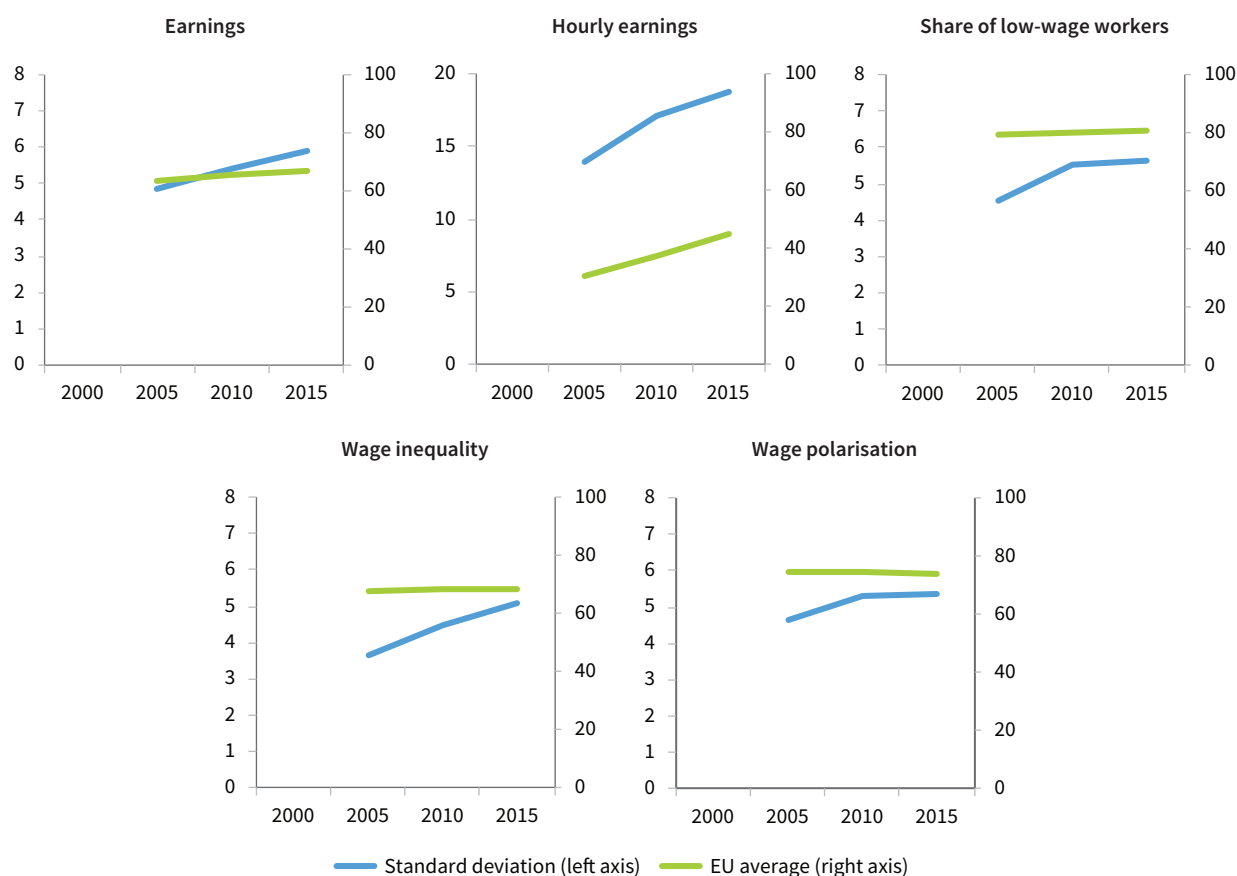 Earnings
Hourly earnings
Share of low-wage workers
8 100 20 100 8 100
7 7
6 80 15 80 6 80
5 60 60 5 60
4 10 4
3 40 40 3 40
2 5 2
1 20 20 1 20
0 0 0 0 0 0
2000 2005 2010 2015 2000 2005 2010 2015 2000 2005 2010 2015
Wage inequality
Wage polarisation
8 100 8 100
7 7
6 80 6 80
5 60 5 60
4 4
3 40 3 40
2 2
1 20 1 20
0 0 0 0
2000 2005 2010 2015 2000 2005 2010 2015
Standard deviation (left axis) EU average (right axis)